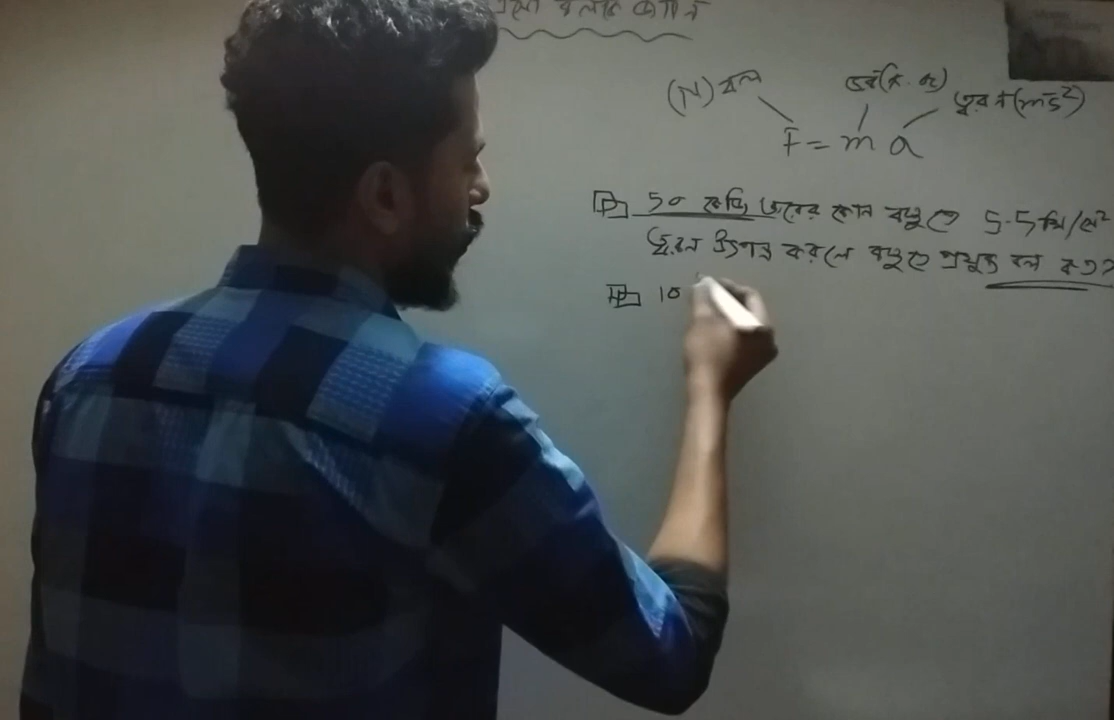 (N) বল ভর(কি.গ্রা) ত্বরণ(ms⁻²)
F = m a
50 কেজি ভরের কোন বস্তুতে 5.5 মি/সে²
ত্বরণ উৎপন্ন করলে বস্তুতে প্রযুক্ত বল কত?
10